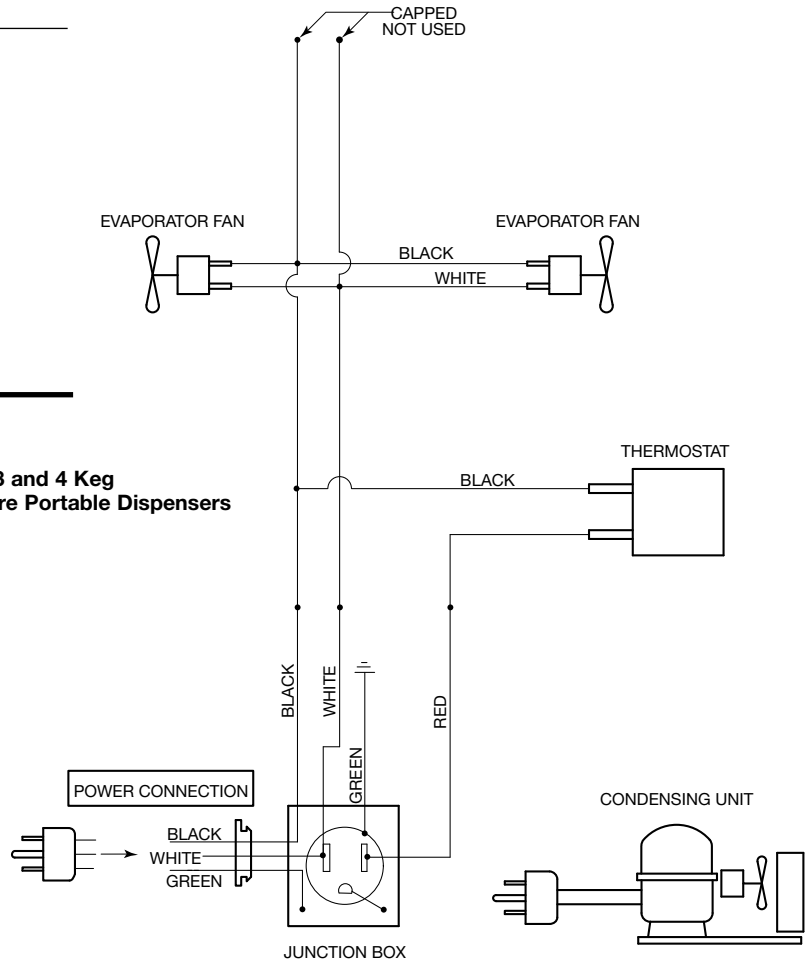 CAPPED
NOT USED
EVAPORATOR FAN
EVAPORATOR FAN
BLACK
WHITE
3 and 4 Keg
re Portable Dispensers
THERMOSTAT
BLACK
BLACK
WHITE
GREEN
RED
POWER CONNECTION
BLACK
WHITE
GREEN
JUNCTION BOX
CONDENSING UNIT